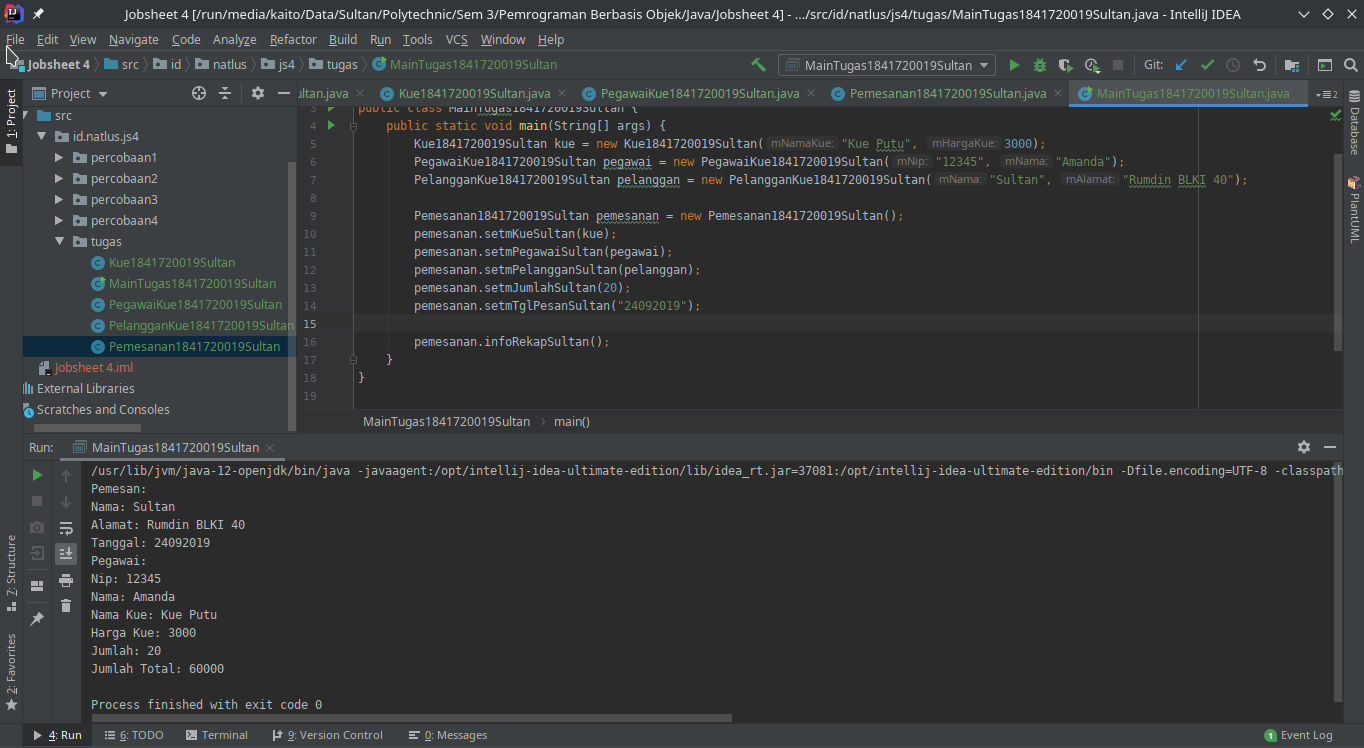 Jobsheet 4 [/run/media/kaito/Data/Sultan/Polytechnic/Sem 3/Pemrograman Berbasis Objek/Java/Jobsheet 4] - .../src/id/natlus/js4/tugas/MainTugas1841720019Sultan.java - IntelliJ IDEA
File Edit View Navigate Code Analyze Refactor Build Run Tools VCS Window Help
Jobsheet 4 src id natlus js4 tugas MainTugas1841720019Sultan MainTugas1841720019Sultan Git:
1: Project
Project
ultan.java Kue1841720019Sultan.java PegawaiKue1841720019Sultan.java Pemesanan1841720019Sultan.java MainTugas1841720019Sultan.java 2
src
id.natlus.js4
percobaan1
percobaan2
percobaan3
percobaan4
tugas
Kue1841720019Sultan
MainTugas1841720019Sultan
PegawaiKue1841720019Sultan
PelangganKue1841720019Sultan
Pemesanan1841720019Sultan
Jobsheet 4.iml
External Libraries
Scratches and Consoles
3 public class MainTugas1841720019Sultan {
4 public static void main(String[] args) {
5 Kue1841720019Sultan kue = new Kue1841720019Sultan( mNamaKue: "Kue Putu", mHargaKue: 3000);
6 PegawaiKue1841720019Sultan pegawai = new PegawaiKue1841720019Sultan( mNip: "12345", mNama: "Amanda");
7 PelangganKue1841720019Sultan pelanggan = new PelangganKue1841720019Sultan( mNama: "Sultan", mAlamat: "Rumdin BLKI 40");
8
9 Pemesanan1841720019Sultan pemesanan = new Pemesanan1841720019Sultan();
10 pemesanan.setmKueSultan(kue);
11 pemesanan.setmPegawaiSultan(pegawai);
12 pemesanan.setmPelangganSultan(pelanggan);
13 pemesanan.setmJumlahSultan(20);
14 pemesanan.setmTglPesanSultan("24092019");
15
16 pemesanan.infoRekapSultan();
17 }
18 }
19
MainTugas1841720019Sultan main()
Database
PlantUML
Run: MainTugas1841720019Sultan
/usr/lib/jvm/java-12-openjdk/bin/java -javaagent:/opt/intellij-idea-ultimate-edition/lib/idea_rt.jar=37081:/opt/intellij-idea-ultimate-edition/bin -Dfile.encoding=UTF-8 -classpath
Pemesan:
Nama: Sultan
Alamat: Rumdin BLKI 40
Tanggal: 24092019
Pegawai:
Nip: 12345
Nama: Amanda
Nama Kue: Kue Putu
Harga Kue: 3000
Jumlah: 20
Jumlah Total: 60000
Process finished with exit code 0
7: Structure
2: Favorites
4: Run 6: TODO Terminal 9: Version Control 0: Messages 1 Event Log